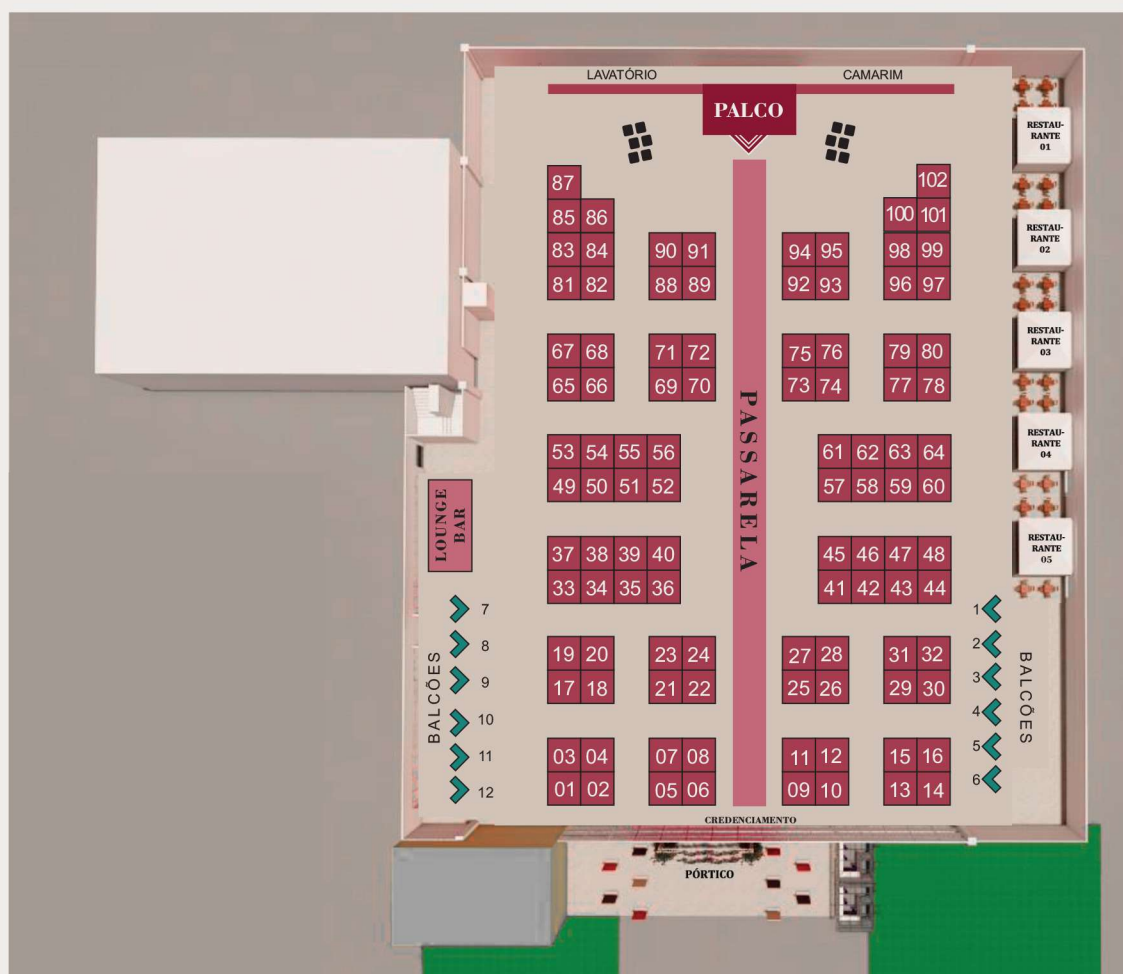 LAVATÓRIO
CAMARIM
PALCO
RESTAU-
RANTE
01
87
102
85 86
100 101
RESTAU-
RANTE
02
83 84
90 91
94 95
98 99
81 82
88 89
92 93
96 97
RESTAU-
RANTE
03
67 68
71 72
75 76
79 80
65 66
69 70
73 74
77 78
PASSARELA
RESTAU-
RANTE
04
53 54 55 56
61 62 63 64
49 50 51 52
57 58 59 60
LOUNGE
BAR
RESTAU-
RANTE
05
37 38 39 40
45 46 47 48
33 34 35 36
41 42 43 44
BALCÕES
7
8
9
10
11
12
19 20
23 24
27 28
31 32
17 18
21 22
25 26
29 30
03 04
07 08
11 12
15 16
01 02
05 06
09 10
13 14
1
2
3
4
5
6
BALCÕES
CREDENCIAMENTO
PÓRTICO